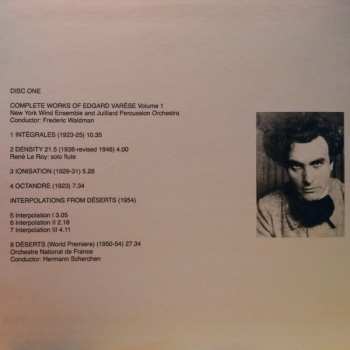 DISC ONE
COMPLETE WORKS OF EDGARD VARÈSE Volume 1
New York Wind Ensemble and Juilliard Percussion Orchestra
Conductor: Frederic Waldman
1 INTÉGRALES (1923-25) 10.35
2 DENSITY 21.5 (1936-revised 1946) 4.00
René Le Roy: solo flute
3 IONISATION (1929-31) 5.28
4 OCTANDRE (1923) 7.34
INTERPOLATIONS FROM DÉSERTS (1954)
5 Interpolation I 3.05
6 Interpolation II 2.18
7 Interpolation III 4.11
8 DÉSERTS (World Premiere) (1950-54) 27.34
Orchestre National de France
Conductor: Hermann Scherchen